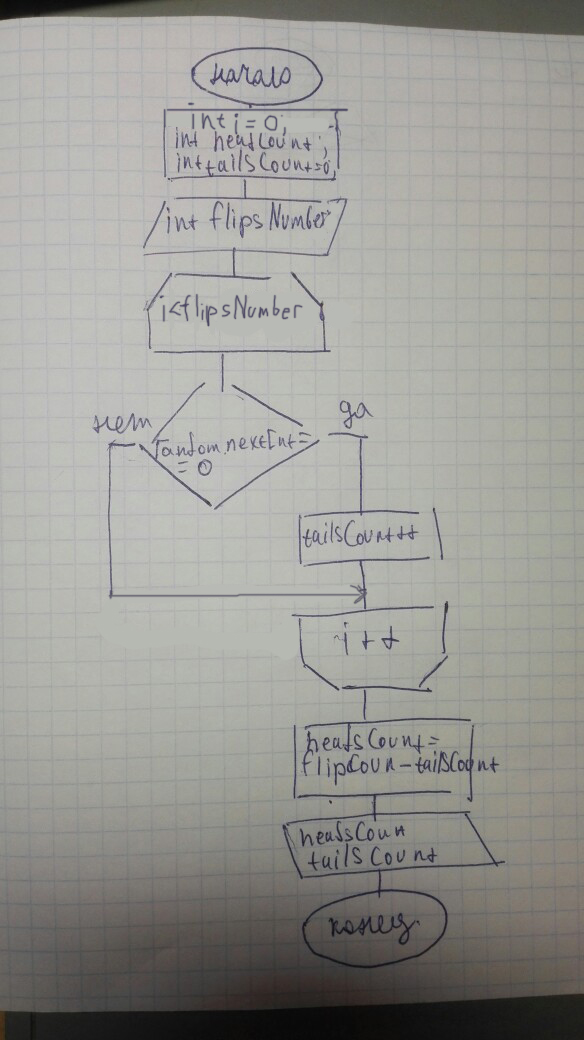 начало
int i = 0;
int headCount;
int tailsCount=0;
int flipsNumber
i<flipsNumber
нет
да
random.nextInt=
= 0
tailsCount++
i++
headsCount=
flipCoun-tailsCount
headsCoun
tailsCount
конец